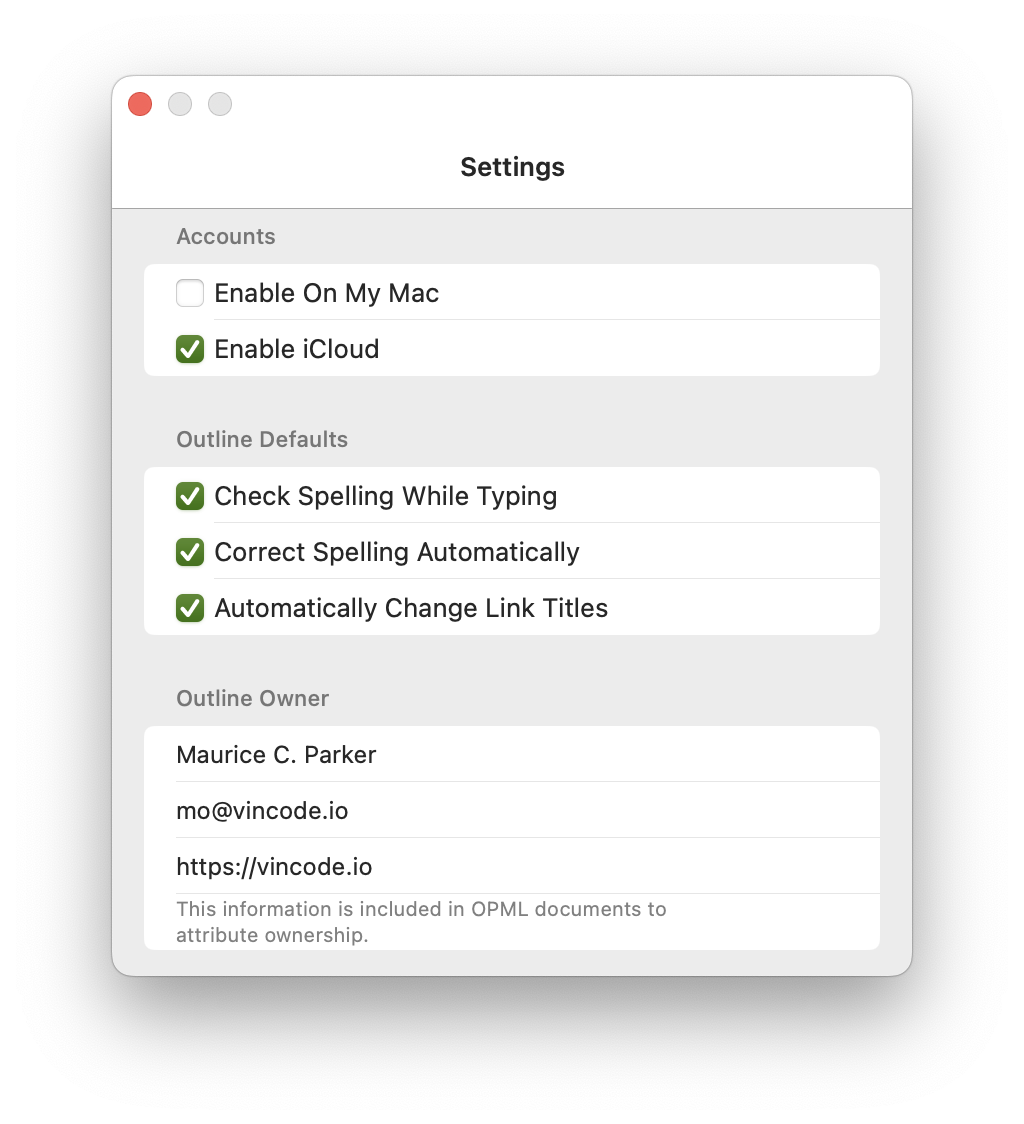 Settings
Accounts
Enable On My Mac
Enable iCloud
Outline Defaults
Check Spelling While Typing
Correct Spelling Automatically
Automatically Change Link Titles
Outline Owner
Maurice C. Parker
mo@vincode.io
https://vincode.io
This information is included in OPML documents to
attribute ownership.